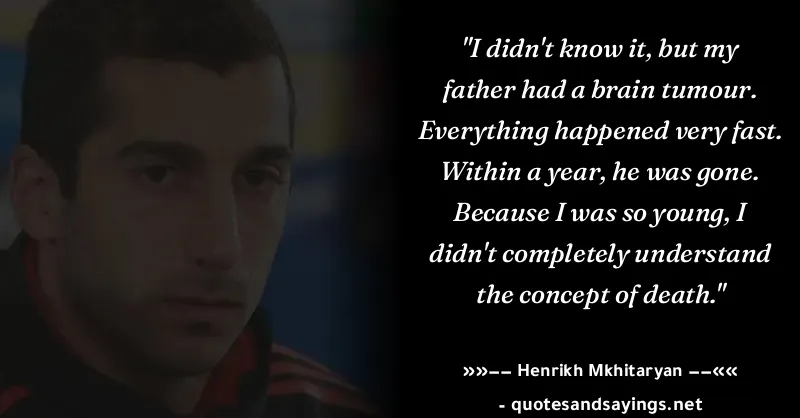 "I didn't know it, but my
father had a brain tumour.
Everything happened very fast.
Within a year, he was gone.
Because I was so young, I
didn't completely understand
the concept of death."
»»−− Henrikh Mkhitaryan −−««
- quotesandsayings.net